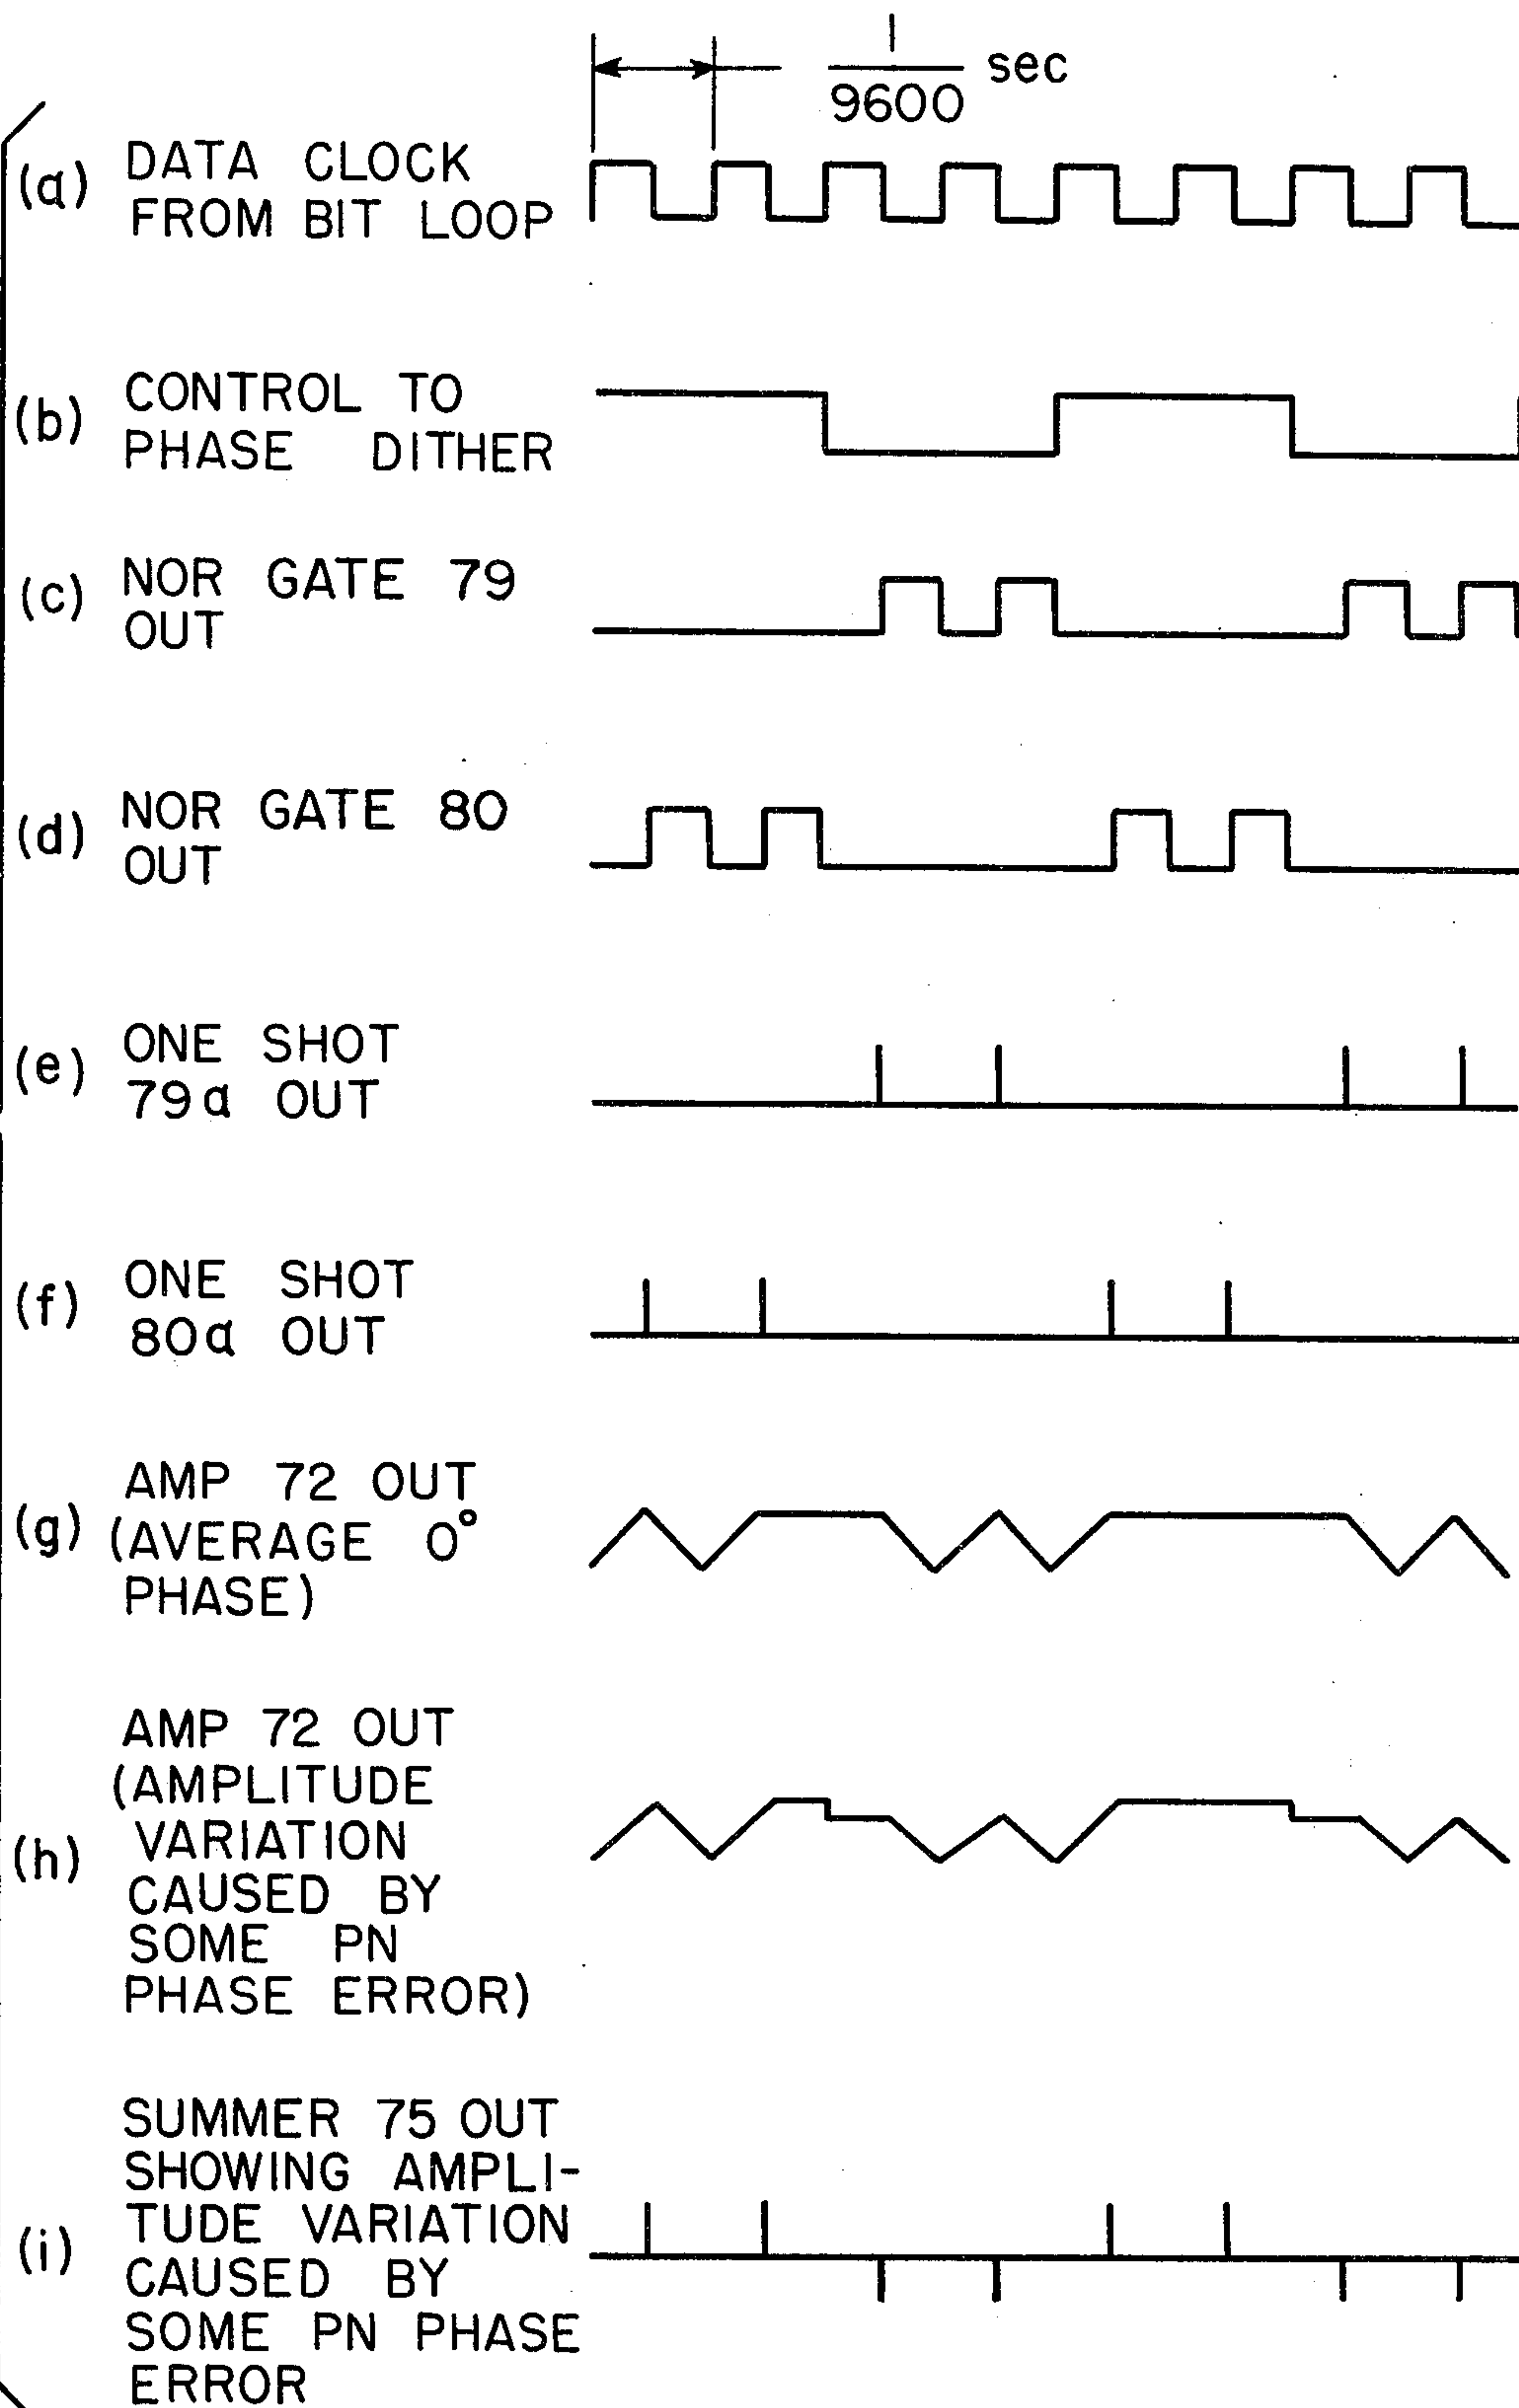 1
9600 sec
(a) DATA CLOCK
FROM BIT LOOP
(b) CONTROL TO
PHASE DITHER
(c) NOR GATE 79
OUT
(d) NOR GATE 80
OUT
(e) ONE SHOT
79a OUT
(f) ONE SHOT
80a OUT
(g) AMP 72 OUT
(AVERAGE 0°
PHASE)
(h) AMP 72 OUT
(AMPLITUDE
VARIATION
CAUSED BY
SOME PN
PHASE ERROR)
(i) SUMMER 75 OUT
SHOWING AMPLI-
TUDE VARIATION
CAUSED BY
SOME PN PHASE
ERROR